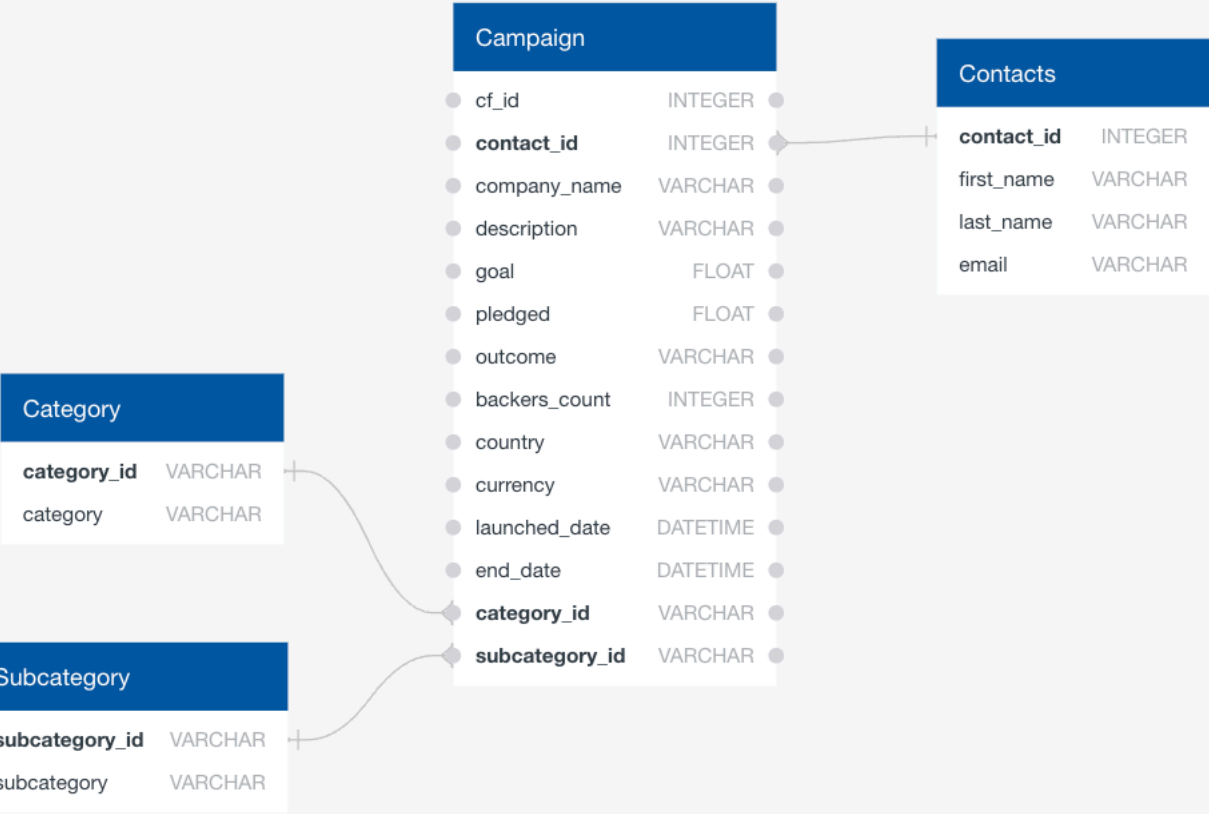 Campaign
cf_id INTEGER
contact_id INTEGER
company_name VARCHAR
description VARCHAR
goal FLOAT
pledged FLOAT
outcome VARCHAR
backers_count INTEGER
country VARCHAR
currency VARCHAR
launched_date DATETIME
end_date DATETIME
category_id VARCHAR
subcategory_id VARCHAR
Contacts
contact_id INTEGER
first_name VARCHAR
last_name VARCHAR
email VARCHAR
Category
category_id VARCHAR
category VARCHAR
Subcategory
subcategory_id VARCHAR
subcategory VARCHAR